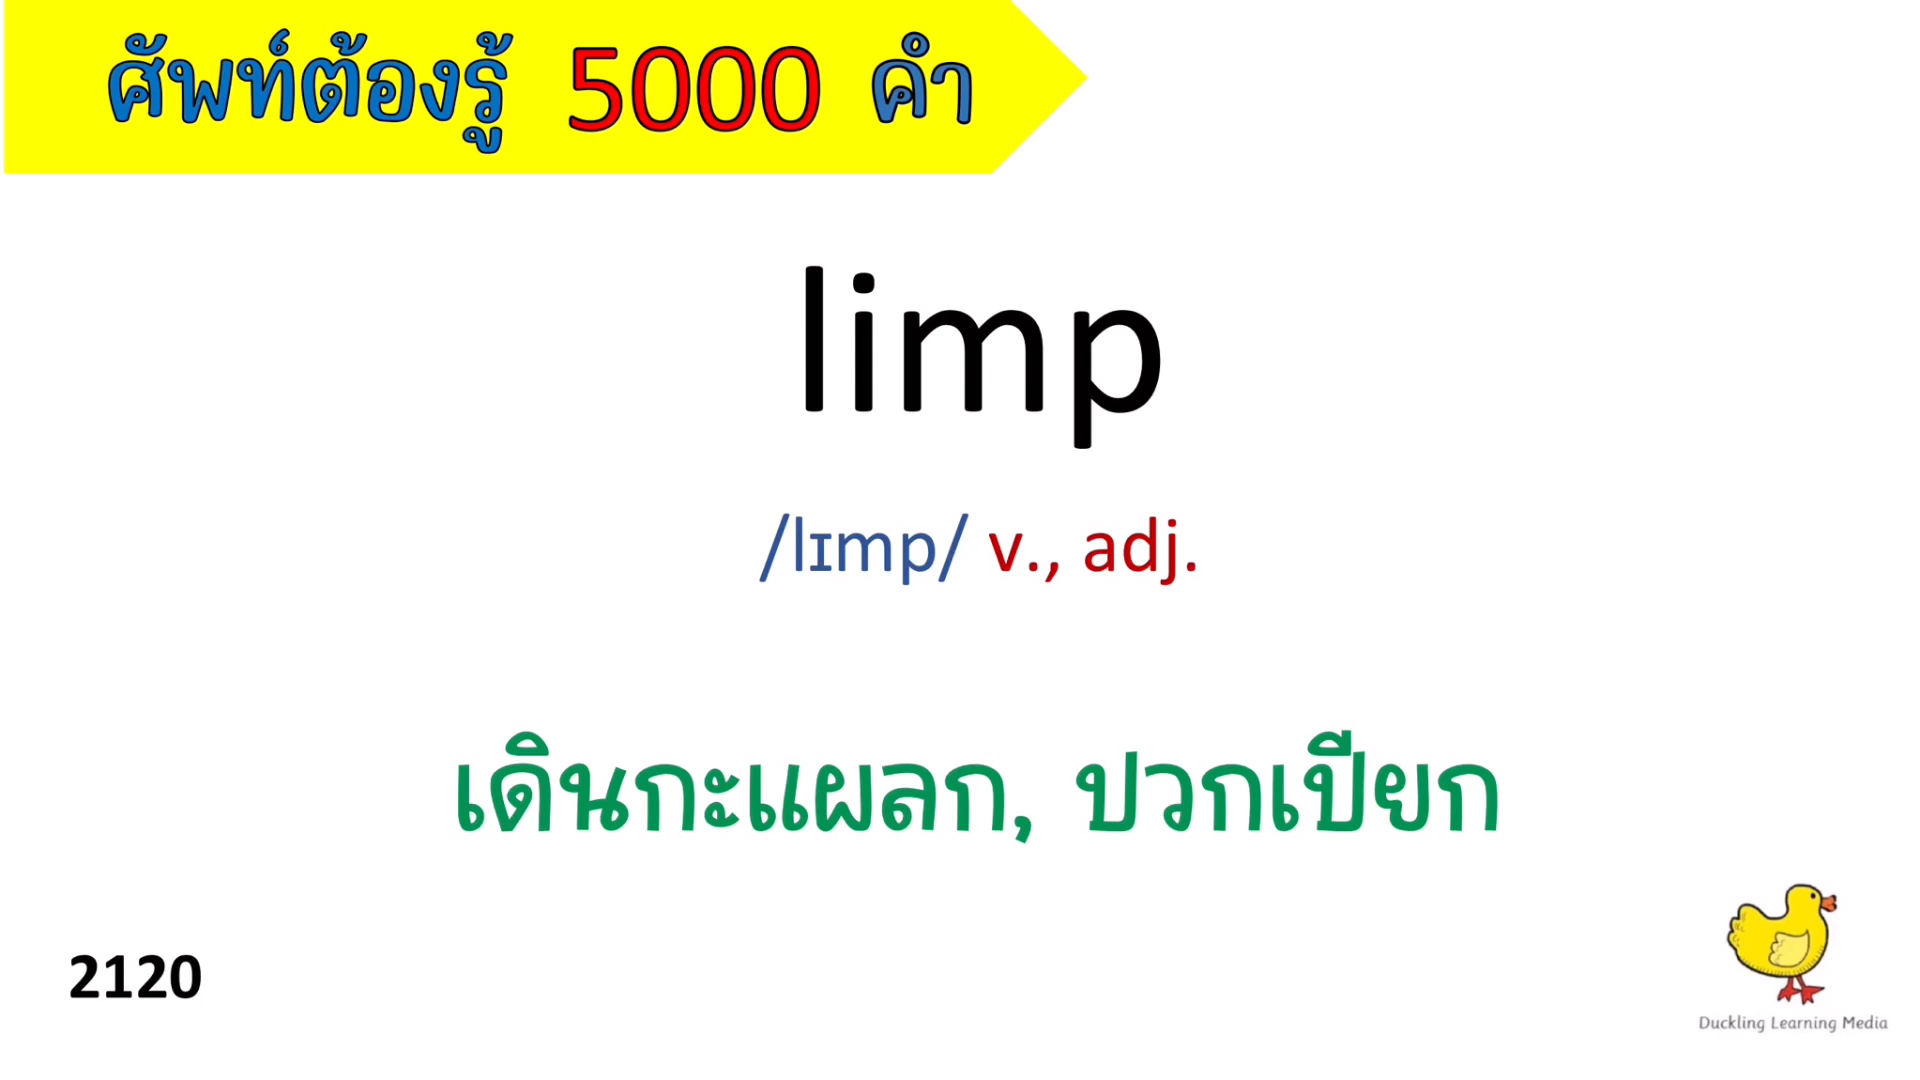 ศัพท์ต้องรู้ 5000 คำ
limp
/lɪmp/ v., adj.
เดินกะแผลก, ปวกเปียก
2120
Duckling Learning Media